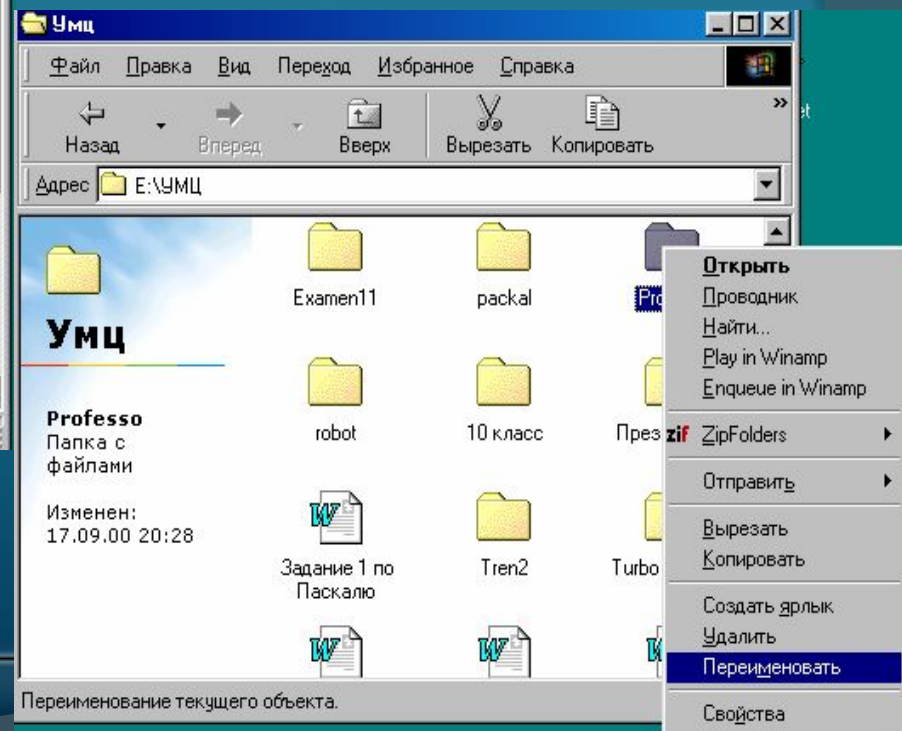 Умц
Файл Правка Вид Переход Избранное Справка
Назад Вперед Вверх Вырезать Копировать »
Адрес E:\УМЦ
Умц
Professo
Папка с
файлами
Изменен:
17.09.00 20:28
Examen11 packal
robot 10 класс
Задание 1 по
Паскалю
Tren2 Turbo
Открыть
Проводник
Найти...
Play in Winamp
Enqueue in Winamp
zif ZipFolders
Отправить
Вырезать
Копировать
Создать ярлык
Удалить
Переименовать
Свойства
Переименование текущего объекта.